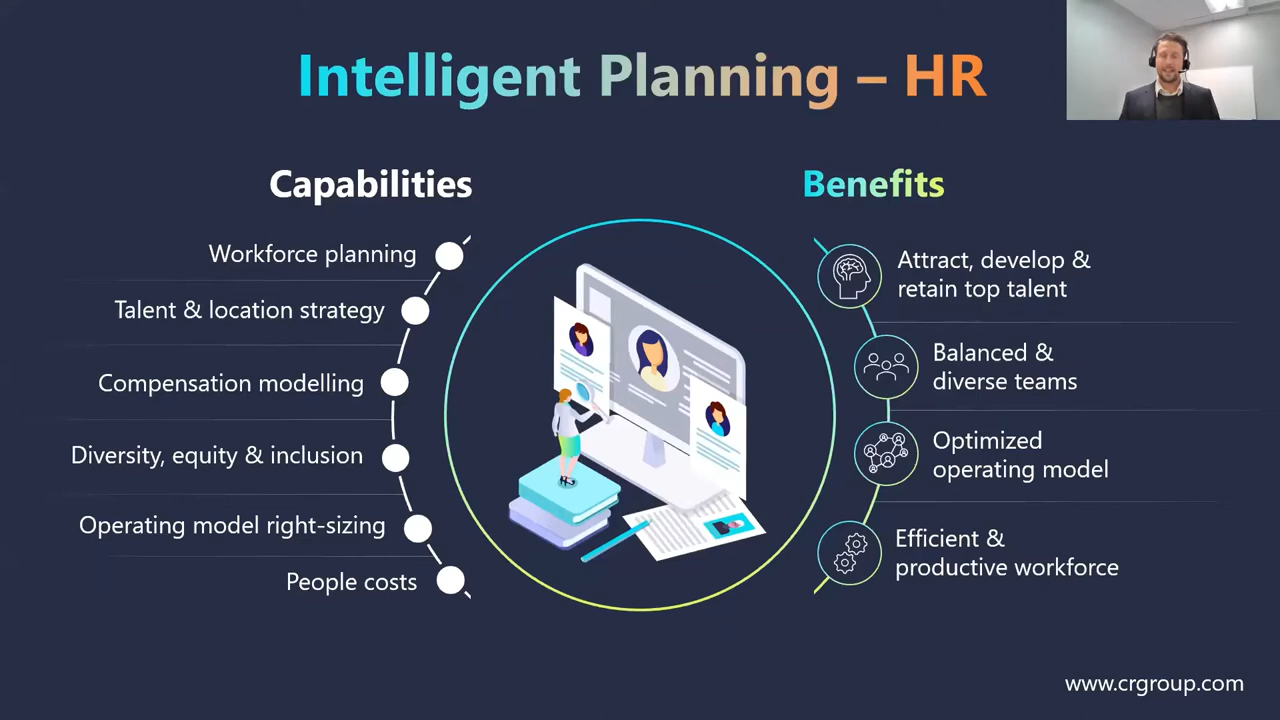 Intelligent Planning – HR
Capabilities
Workforce planning
Talent & location strategy
Compensation modelling
Diversity, equity & inclusion
Operating model right-sizing
People costs
Benefits
Attract, develop &
retain top talent
Balanced &
diverse teams
Optimized
operating model
Efficient &
productive workforce
www.crgroup.com